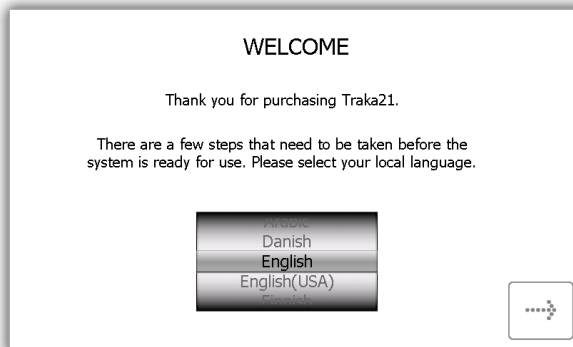 WELCOME
Thank you for purchasing Traka21.
There are a few steps that need to be taken before the
system is ready for use. Please select your local language.
Arabic
Danish
English
English(USA)
Finnish